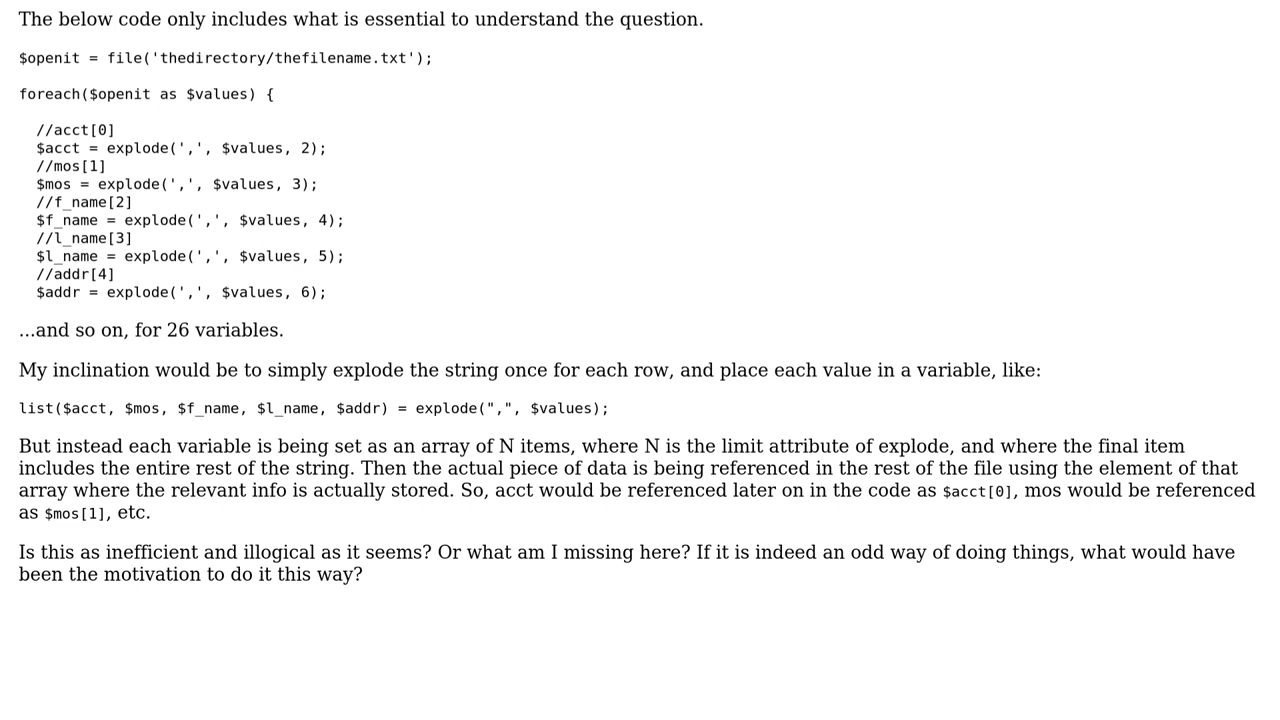 The below code only includes what is essential to understand the question.
$openit = file('thedirectory/thefilename.txt');
foreach($openit as $values) {
//acct[0]
$acct = explode(',', $values, 2);
//mos[1]
$mos = explode(',', $values, 3);
//f_name[2]
$f_name = explode(',', $values, 4);
//l_name[3]
$l_name = explode(',', $values, 5);
//addr[4]
$addr = explode(',', $values, 6);
...and so on, for 26 variables.
My inclination would be to simply explode the string once for each row, and place each value in a variable, like:
list($acct, $mos, $f_name, $l_name, $addr) = explode(",", $values);
But instead each variable is being set as an array of N items, where N is the limit attribute of explode, and where the final item
includes the entire rest of the string. Then the actual piece of data is being referenced in the rest of the file using the element of that
array where the relevant info is actually stored. So, acct would be referenced later on in the code as $acct[0], mos would be referenced
as $mos[1], etc.
Is this as inefficient and illogical as it seems? Or what am I missing here? If it is indeed an odd way of doing things, what would have
been the motivation to do it this way?